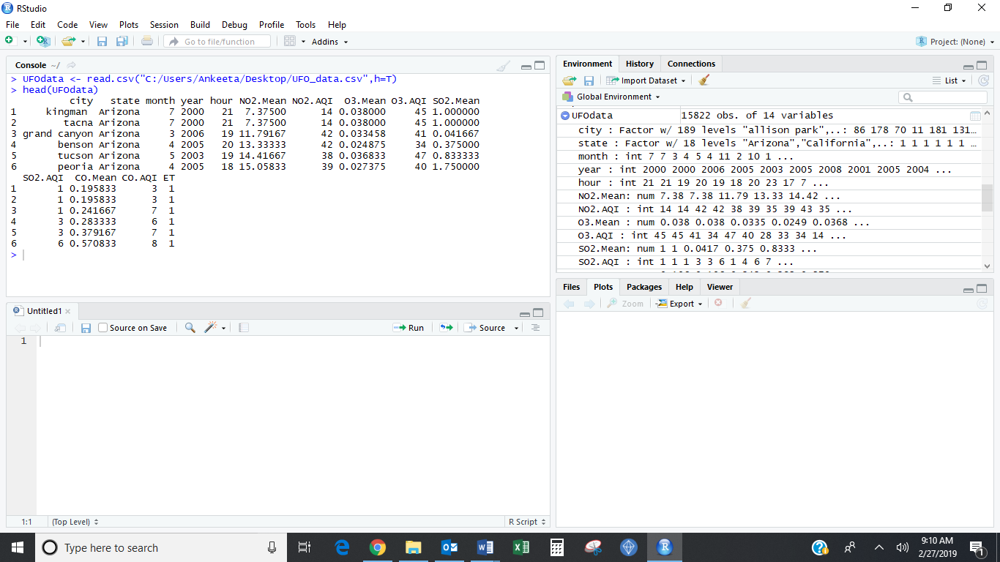 RStudio
File Edit Code View Plots Session Build Debug Profile Tools Help
Go to file/function Addins Project: (None)
Console ~/
> UFOdata <- read.csv("C:/Users/Ankeeta/Desktop/UFO_data.csv",h=T)
> head(UFOdata)
city state month year hour NO2.Mean NO2.AQI O3.Mean O3.AQI SO2.Mean
1 kingman Arizona 7 2000 21 7.37500 14 0.038000 45 1.000000
2 tacna Arizona 7 2000 21 7.37500 14 0.038000 45 1.000000
3 grand canyon Arizona 3 2006 19 11.79167 42 0.033458 41 0.041667
4 benson Arizona 4 2005 20 13.33333 42 0.024875 34 0.375000
5 tucson Arizona 5 2003 19 14.41667 38 0.036833 47 0.833333
6 peoria Arizona 4 2005 18 15.05833 39 0.027375 40 1.750000
SO2.AQI CO.Mean CO.AQI ET
1 1 0.195833 3 1
2 1 0.195833 3 1
3 1 0.241667 7 1
4 3 0.283333 6 1
5 3 0.379167 7 1
6 6 0.570833 8 1
>
Untitled1
Source on Save Run Source
1
1:1 (Top Level) R Script
Environment History Connections
Import Dataset List
Global Environment
UFOdata 15822 obs. of 14 variables
city : Factor w/ 189 levels "allison park",..: 86 178 70 11 181 131…
state : Factor w/ 18 levels "Arizona","California",..: 1 1 1 1 1 1 …
month : int 7 7 3 4 5 4 11 2 10 1 ...
year : int 2000 2000 2006 2005 2003 2005 2008 2001 2005 2004 ...
hour : int 21 21 19 20 19 18 20 23 17 7 ...
NO2.Mean: num 7.38 7.38 11.79 13.33 14.42 ...
NO2.AQI : int 14 14 42 42 38 39 35 39 43 35 ...
O3.Mean : num 0.038 0.038 0.0335 0.0249 0.0368 ...
O3.AQI : int 45 45 41 34 47 40 28 33 34 14 ...
SO2.Mean: num 1 1 0.0417 0.375 0.8333 ...
SO2.AQI : int 1 1 1 3 3 6 1 4 6 7 ...
Files Plots Packages Help Viewer
Zoom Export
Type here to search
9:10 AM
2/27/2019
1